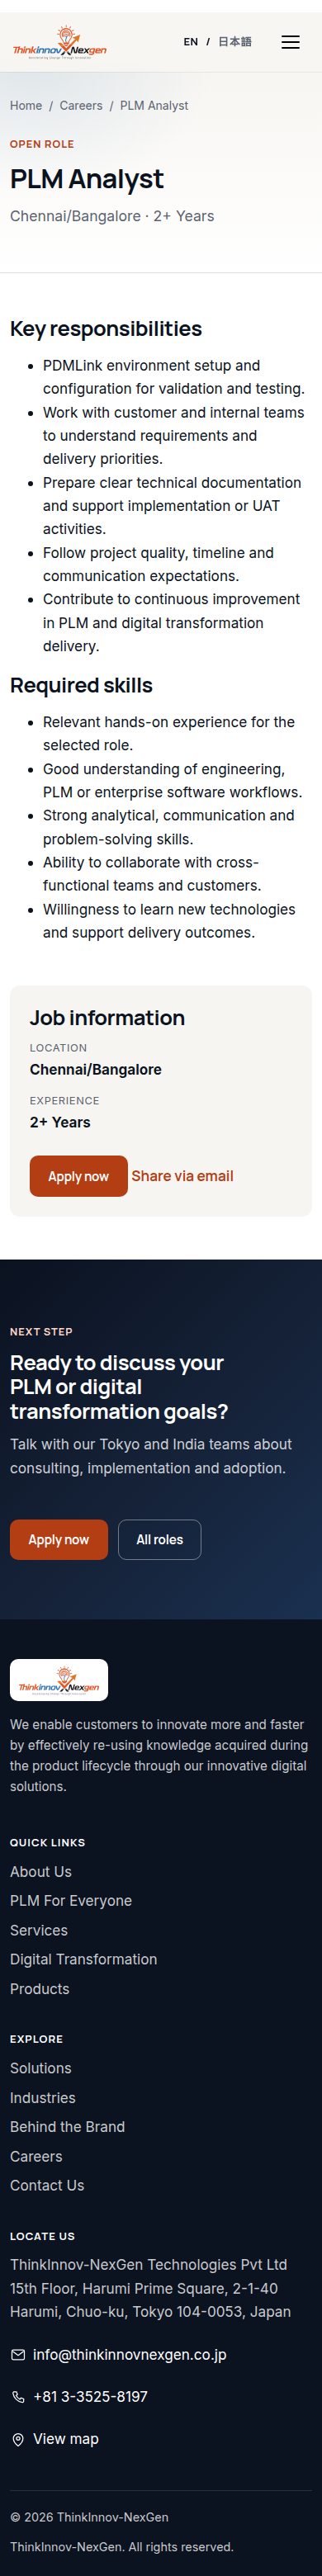 ThinkinnovXNexgen
EN / 日本語
Home / Careers / PLM Analyst
OPEN ROLE
PLM Analyst
Chennai/Bangalore · 2+ Years
Key responsibilities
• PDMLink environment setup and
configuration for validation and testing.
• Work with customer and internal teams
to understand requirements and
delivery priorities.
• Prepare clear technical documentation
and support implementation or UAT
activities.
• Follow project quality, timeline and
communication expectations.
• Contribute to continuous improvement
in PLM and digital transformation
delivery.
Required skills
• Relevant hands-on experience for the
selected role.
• Good understanding of engineering,
PLM or enterprise software workflows.
• Strong analytical, communication and
problem-solving skills.
• Ability to collaborate with cross-
functional teams and customers.
• Willingness to learn new technologies
and support delivery outcomes.
Job information
LOCATION
Chennai/Bangalore
EXPERIENCE
2+ Years
Apply now Share via email
NEXT STEP
Ready to discuss your
PLM or digital
transformation goals?
Talk with our Tokyo and India teams about
consulting, implementation and adoption.
Apply now All roles
ThinkinnovXNexgen
We enable customers to innovate more and faster
by effectively re-using knowledge acquired during
the product lifecycle through our innovative digital
solutions.
QUICK LINKS
About Us
PLM For Everyone
Services
Digital Transformation
Products
EXPLORE
Solutions
Industries
Behind the Brand
Careers
Contact Us
LOCATE US
ThinkInnov-NexGen Technologies Pvt Ltd
15th Floor, Harumi Prime Square, 2-1-40
Harumi, Chuo-ku, Tokyo 104-0053, Japan
info@thinkinnovnexgen.co.jp
+81 3-3525-8197
View map
© 2026 ThinkInnov-NexGen
ThinkInnov-NexGen. All rights reserved.